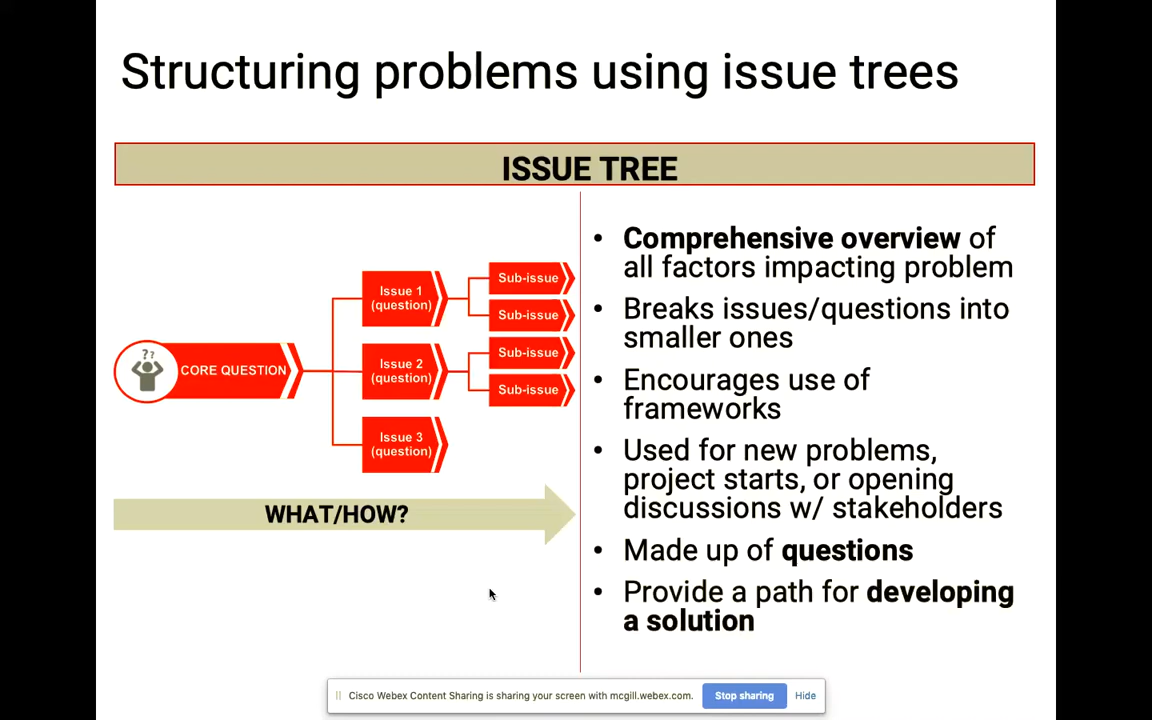 Structuring problems using issue trees
ISSUE TREE
CORE QUESTION
??
Issue 1
(question)
Issue 2
(question)
Issue 3
(question)
Sub-issue
Sub-issue
Sub-issue
Sub-issue
WHAT/HOW?
• Comprehensive overview of
all factors impacting problem
• Breaks issues/questions into
smaller ones
• Encourages use of
frameworks
• Used for new problems,
project starts, or opening
discussions w/ stakeholders
• Made up of questions
• Provide a path for developing
a solution
Cisco Webex Content Sharing is sharing your screen with mcgill.webex.com.
Stop sharing
Hide